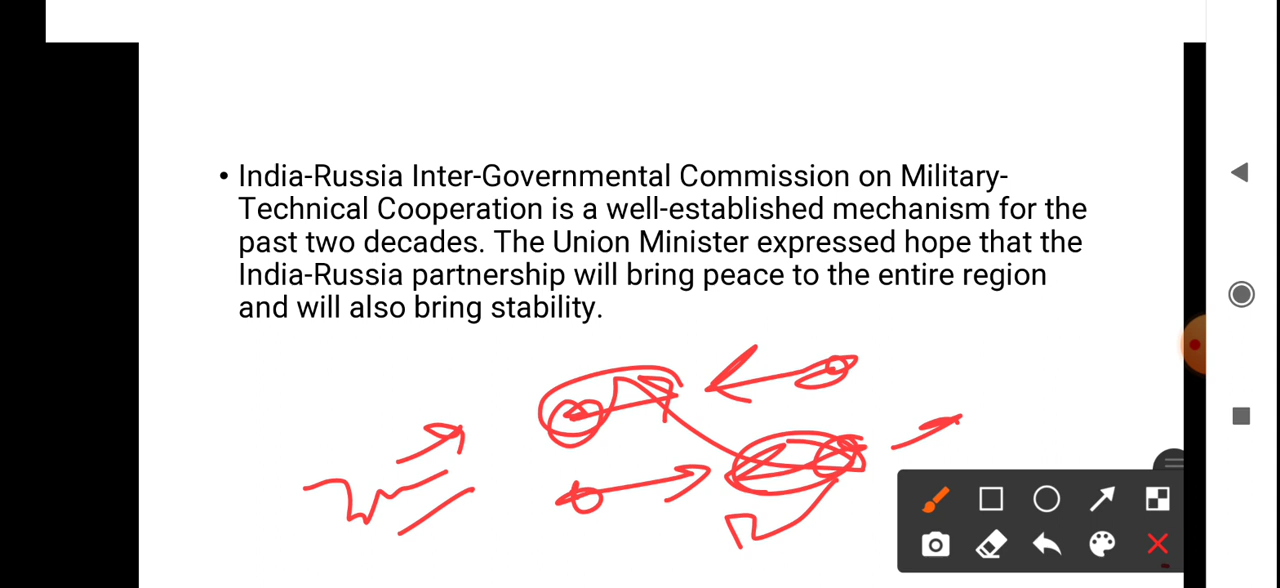 • India-Russia Inter-Governmental Commission on Military-
Technical Cooperation is a well-established mechanism for the
past two decades. The Union Minister expressed hope that the
India-Russia partnership will bring peace to the entire region
and will also bring stability.